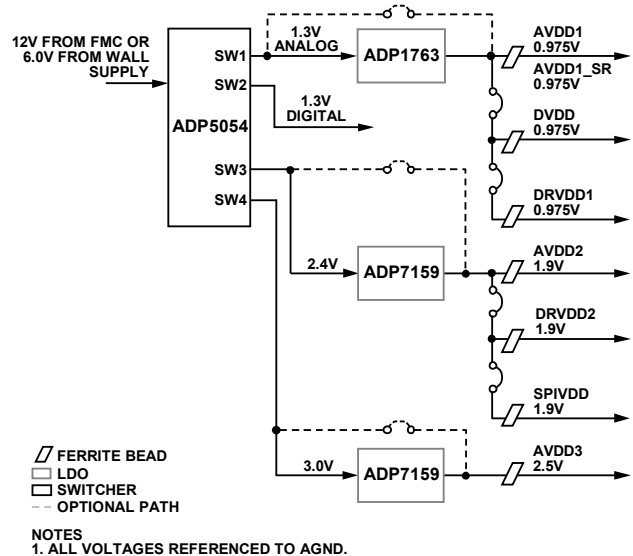 12V FROM FMC OR
6.0V FROM WALL
SUPPLY
ADP5054
SW1
SW2
SW3
SW4
1.3V
ANALOG
1.3V
DIGITAL
ADP1763
AVDD1
0.975V
AVDD1_SR
0.975V
DVDD
0.975V
DRVDD1
0.975V
2.4V
ADP7159
AVDD2
1.9V
DRVDD2
1.9V
SPIVDD
1.9V
3.0V
ADP7159
AVDD3
2.5V
FERRITE BEAD
LDO
SWITCHER
OPTIONAL PATH
NOTES
1. ALL VOLTAGES REFERENCED TO AGND.